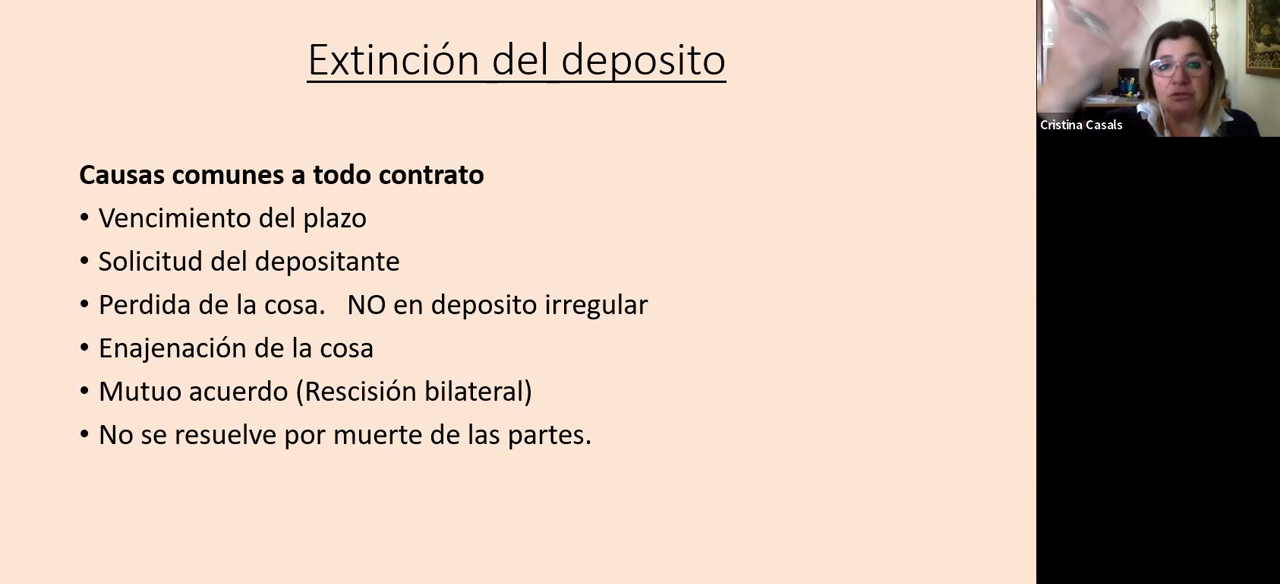 Extinción del deposito
Cristina Casals
Causas comunes a todo contrato
• Vencimiento del plazo
• Solicitud del depositante
• Perdida de la cosa.   NO en deposito irregular
• Enajenación de la cosa
• Mutuo acuerdo (Rescisión bilateral)
• No se resuelve por muerte de las partes.